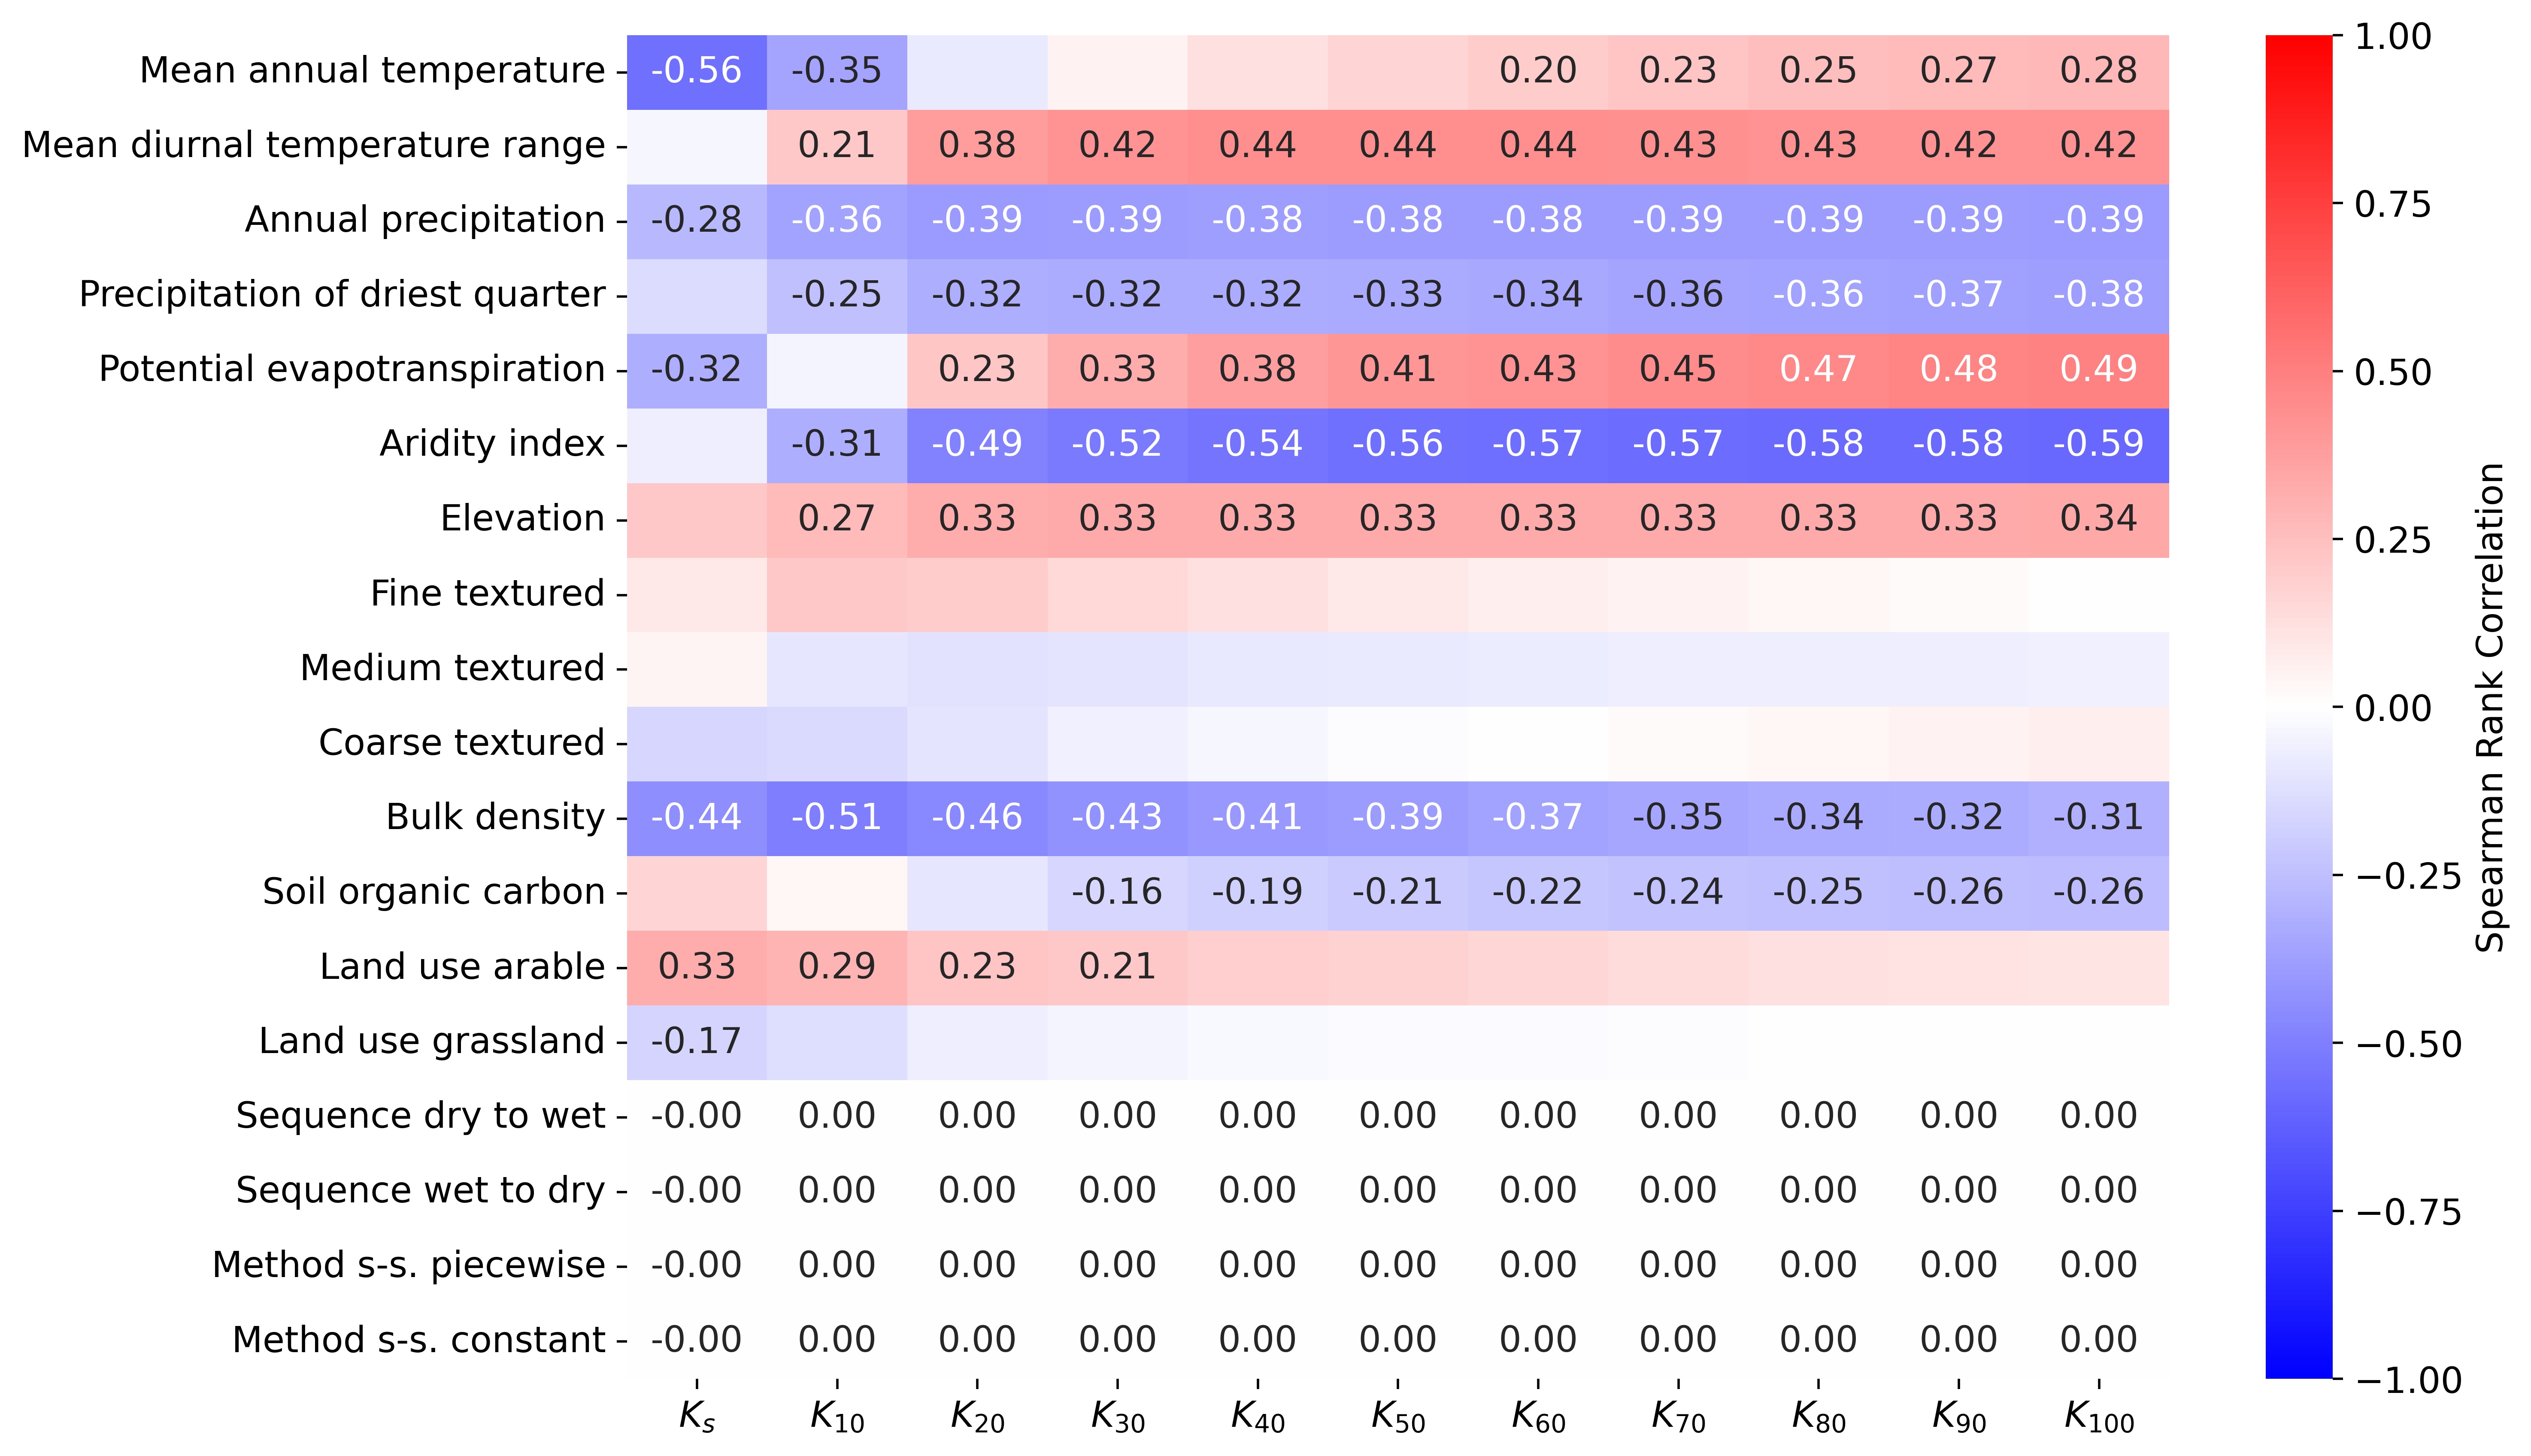 Mean annual temperature -0.56 -0.35 0.20 0.23 0.25 0.27 0.28
Mean diurnal temperature range 0.21 0.38 0.42 0.44 0.44 0.44 0.43 0.43 0.42 0.42
Annual precipitation -0.28 -0.36 -0.39 -0.39 -0.38 -0.38 -0.38 -0.39 -0.39 -0.39 -0.39
Precipitation of driest quarter -0.25 -0.32 -0.32 -0.32 -0.33 -0.34 -0.36 -0.36 -0.37 -0.38
Potential evapotranspiration -0.32 0.23 0.33 0.38 0.41 0.43 0.45 0.47 0.48 0.49
Aridity index -0.31 -0.49 -0.52 -0.54 -0.56 -0.57 -0.57 -0.58 -0.58 -0.59
Elevation 0.27 0.33 0.33 0.33 0.33 0.33 0.33 0.33 0.33 0.34
Fine textured
Medium textured
Coarse textured
Bulk density -0.44 -0.51 -0.46 -0.43 -0.41 -0.39 -0.37 -0.35 -0.34 -0.32 -0.31
Soil organic carbon -0.16 -0.19 -0.21 -0.22 -0.24 -0.25 -0.26 -0.26
Land use arable 0.33 0.29 0.23 0.21
Land use grassland -0.17
Sequence dry to wet -0.00 0.00 0.00 0.00 0.00 0.00 0.00 0.00 0.00 0.00 0.00
Sequence wet to dry -0.00 0.00 0.00 0.00 0.00 0.00 0.00 0.00 0.00 0.00 0.00
Method s-s. piecewise -0.00 0.00 0.00 0.00 0.00 0.00 0.00 0.00 0.00 0.00 0.00
Method s-s. constant -0.00 0.00 0.00 0.00 0.00 0.00 0.00 0.00 0.00 0.00 0.00
K_s K_10 K_20 K_30 K_40 K_50 K_60 K_70 K_80 K_90 K_100
1.00
0.75
0.50
0.25
0.00
−0.25
−0.50
−0.75
−1.00
Spearman Rank Correlation